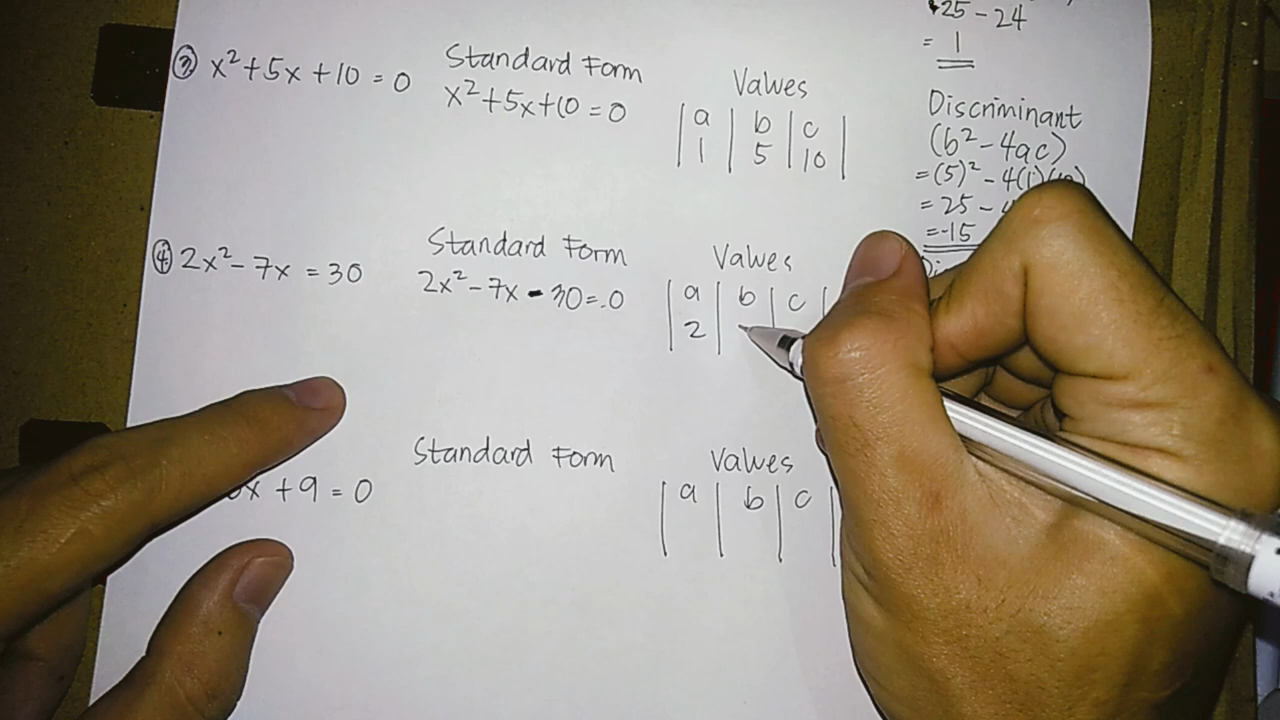 25 - 24
= 1
③ x² + 5x + 10 = 0
Standard Form
x² + 5x + 10 = 0
Values
| a | b | c |
| 1 | 5 | 10 |
Discriminant
(b² - 4ac)
= (5)² - 4(1)(10)
= 25 - 4
= -15
④ 2x² - 7x = 30
Standard Form
2x² - 7x - 30 = 0
Values
| a | b | c |
| 2 |
x + 9 = 0
Standard Form
Values
| a | b | c |